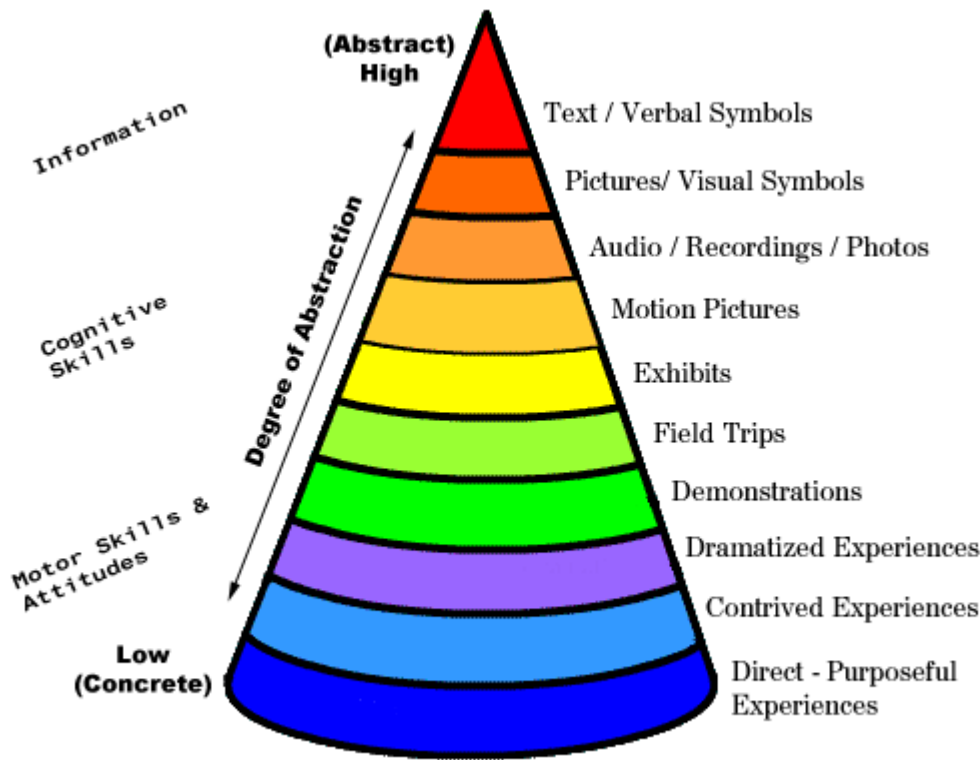 (Abstract)
High
Information
Text / Verbal Symbols
Pictures/ Visual Symbols
Audio / Recordings / Photos
Degree of Abstraction
Motion Pictures
Cognitive
Skills
Exhibits
Field Trips
Demonstrations
Motor Skills &
Attitudes
Dramatized Experiences
Contrived Experiences
Low
(Concrete)
Direct - Purposeful
Experiences